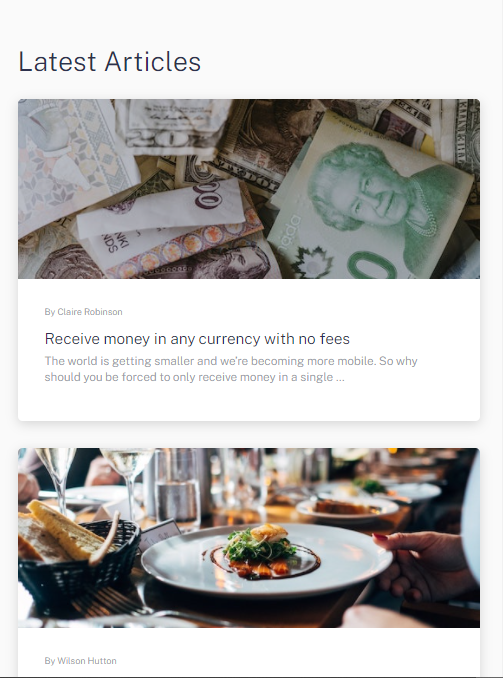 Latest Articles
By Claire Robinson
Receive money in any currency with no fees
The world is getting smaller and we're becoming more mobile. So why
should you be forced to only receive money in a single ...
By Wilson Hutton